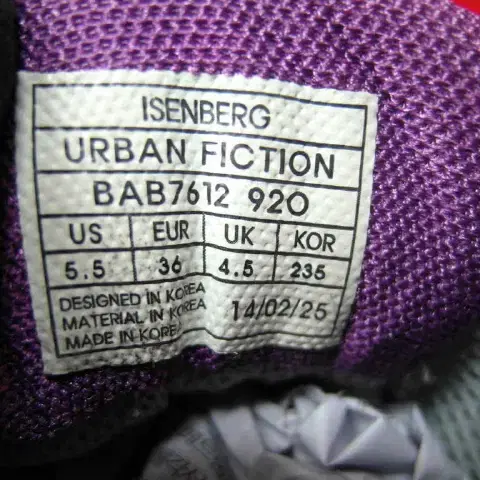 ISENBERG
URBAN FICTION
BAB7612 920
US EUR UK KOR
5.5 36 4.5 235
DESIGNED IN KOREA
MATERIAL IN KOREA 14/02/25
MADE IN KOREA